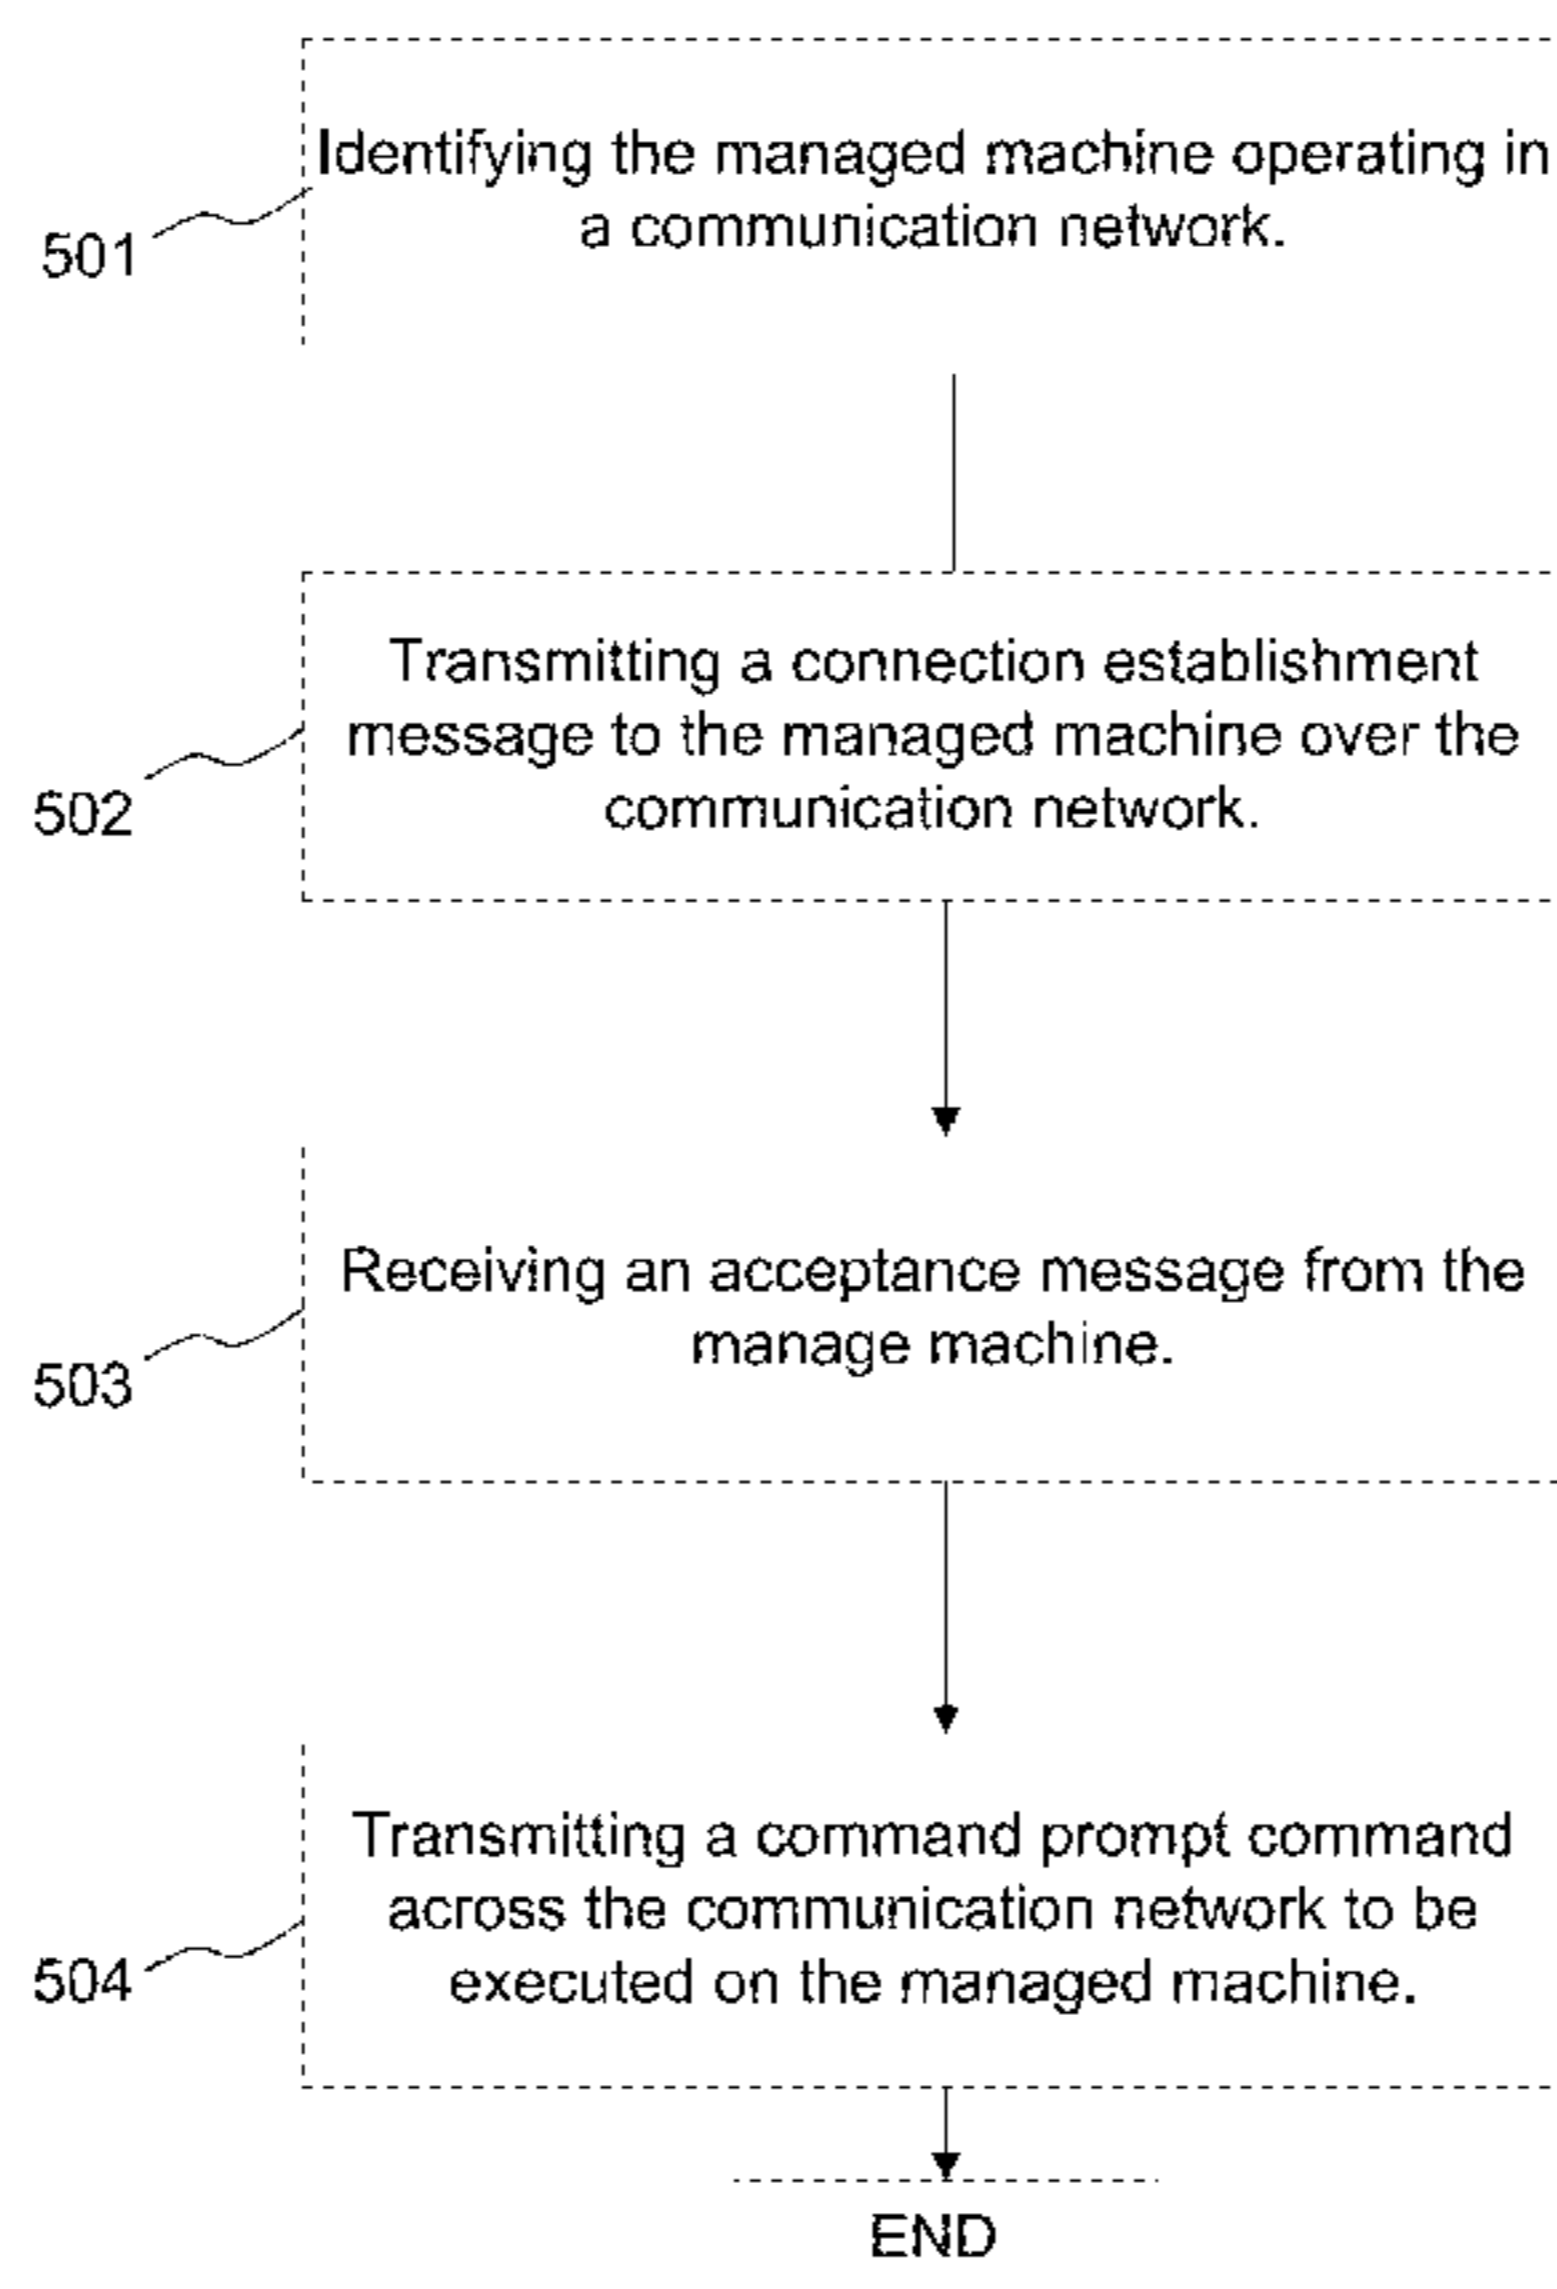 Identifying the managed machine operating in
a communication network.
501
Transmitting a connection establishment
message to the managed machine over the
communication network.
502
Receiving an acceptance message from the
manage machine.
503
Transmitting a command prompt command
across the communication network to be
executed on the managed machine.
504
END